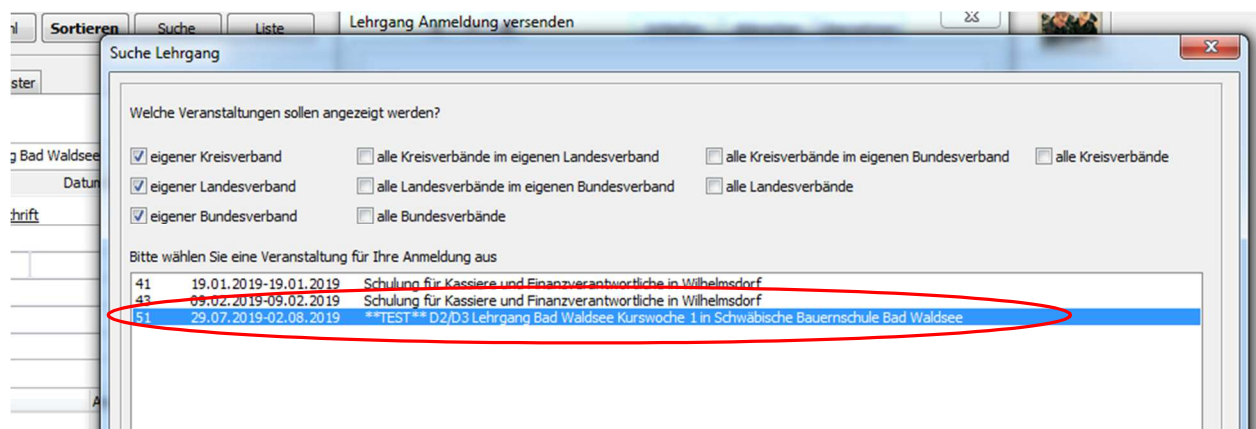 Sortieren Suche Liste Lehrgang Anmeldung versenden
Suche Lehrgang
ster
Welche Veranstaltungen sollen angezeigt werden?
g Bad Waldsee
eigener Kreisverband alle Kreisverbände im eigenen Landesverband alle Kreisverbände im eigenen Bundesverband alle Kreisverbände
Datum
eigener Landesverband alle Landesverbände im eigenen Bundesverband alle Landesverbände
hrift
eigener Bundesverband alle Bundesverbände
Bitte wählen Sie eine Veranstaltung für Ihre Anmeldung aus
41 19.01.2019-19.01.2019 Schulung für Kassiere und Finanzverantwortliche in Wilhelmsdorf
43 09.02.2019-09.02.2019 Schulung für Kassiere und Finanzverantwortliche in Wilhelmsdorf
51 29.07.2019-02.08.2019 **TEST** D2/D3 Lehrgang Bad Waldsee Kurswoche 1 in Schwäbische Bauernschule Bad Waldsee